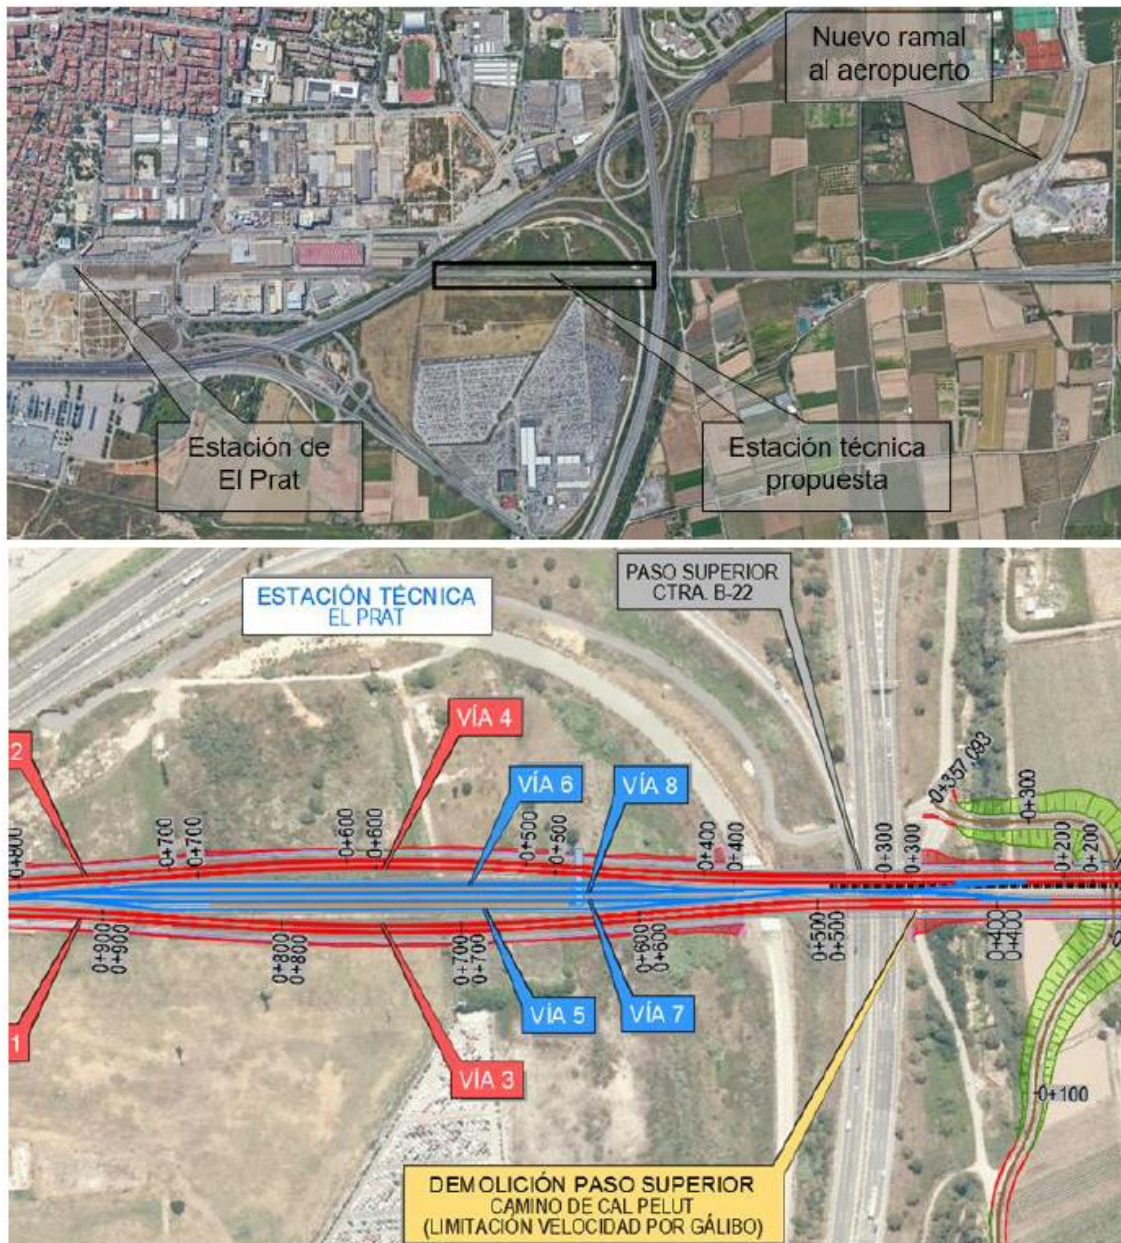 Nuevo ramal
al aeropuerto
Estación de
El Prat
Estación técnica
propuesta
ESTACIÓN TÉCNICA
EL PRAT
PASO SUPERIOR
CTRA. B-22
2
VÍA 4
VÍA 6
VÍA 8
0+357.093
0+300
0+800
0+700
0+700
0+600
0+600
0+500
0+500
0+400
0+400
0+300
0+300
0+200
0+200
0+900
0+900
0+800
0+800
0+700
0+700
0+600
0+600
0+500
0+500
0+400
0+400
1
VÍA 5
VÍA 7
VÍA 3
0+100
DEMOLICIÓN PASO SUPERIOR
CAMINO DE CAL PELUT
(LIMITACIÓN VELOCIDAD POR GÁLIBO)